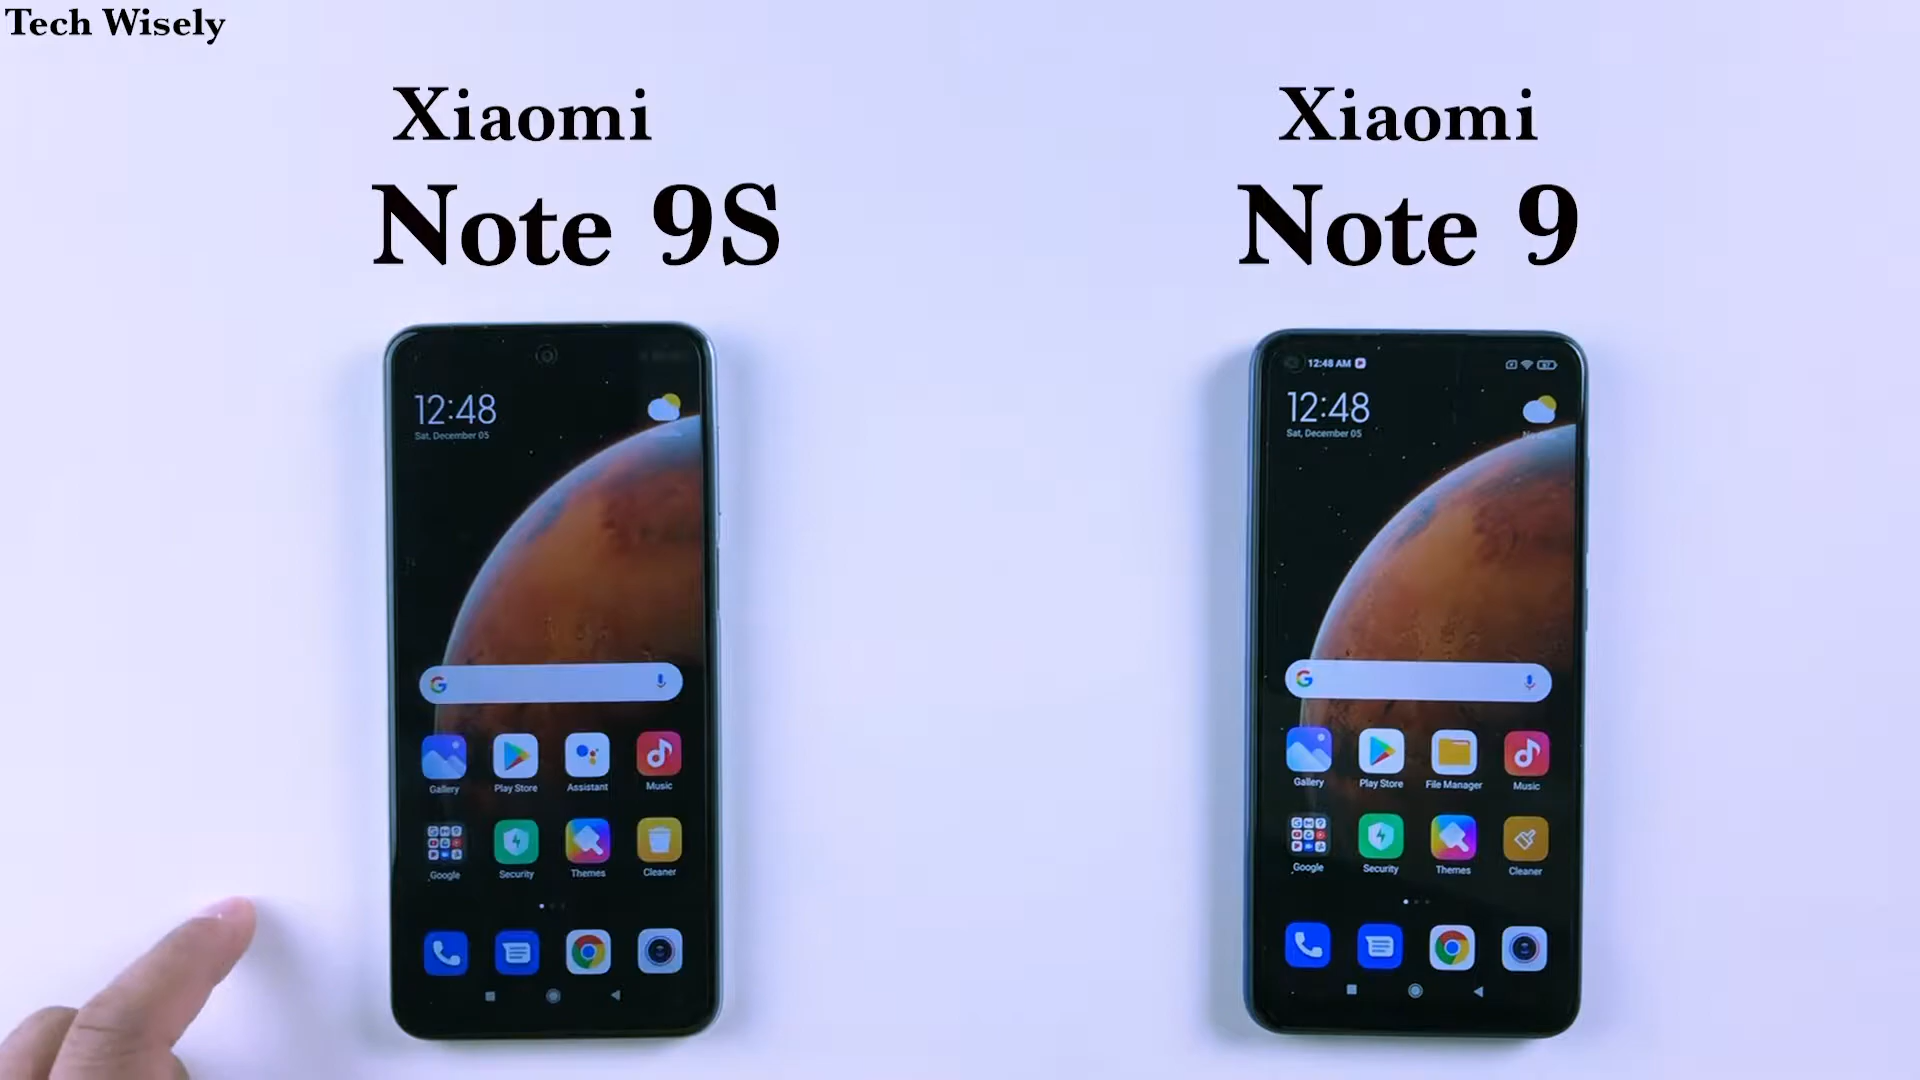 Tech Wisely
Xiaomi
Note 9S
Xiaomi
Note 9
12:48
Sat, December 05
Gallery
Play Store
Assistant
Music
Google
Security
Themes
Cleaner
12:48 AM
12:48
Sat, December 05
Gallery
Play Store
File Manager
Music
Google
Security
Themes
Cleaner